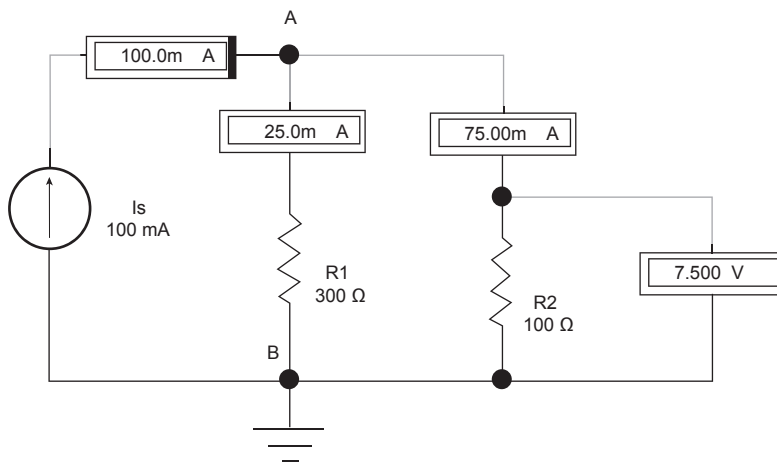 A
100.0m A
25.0m A
75.00m A
Is
100 mA
7.500 V
R1
300 Ω
R2
100 Ω
B